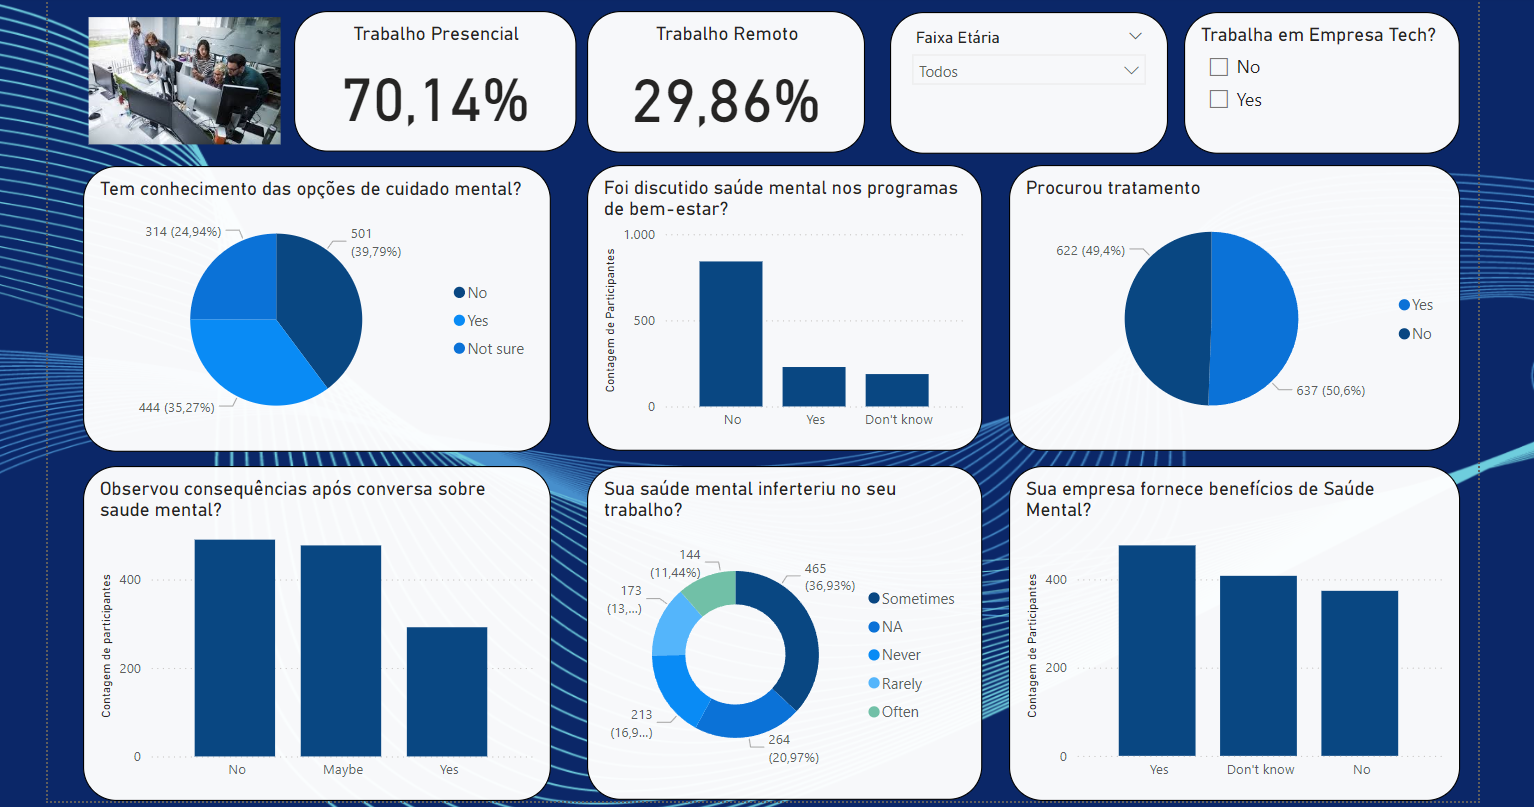 Trabalho Presencial
70,14%
Trabalho Remoto
29,86%
Faixa Etária
Todos
Trabalha em Empresa Tech?
No
Yes
Tem conhecimento das opções de cuidado mental?
314 (24,94%)
501
(39,79%)
444 (35,27%)
No
Yes
Not sure
Foi discutido saúde mental nos programas
de bem-estar?
Contagem de Participantes
1.000
500
0
No
Yes
Don't know
Procurou tratamento
622 (49,4%)
637 (50,6%)
Yes
No
Observou consequências após conversa sobre
saude mental?
Contagem de participantes
400
200
0
No
Maybe
Yes
Sua saúde mental inferteriu no seu
trabalho?
144
(11,44%)
465
(36,93%)
173
(13,...)
213
(16,9...)
264
(20,97%)
Sometimes
NA
Never
Rarely
Often
Sua empresa fornece benefícios de Saúde
Mental?
Contagem de Participantes
400
200
0
Yes
Don't know
No